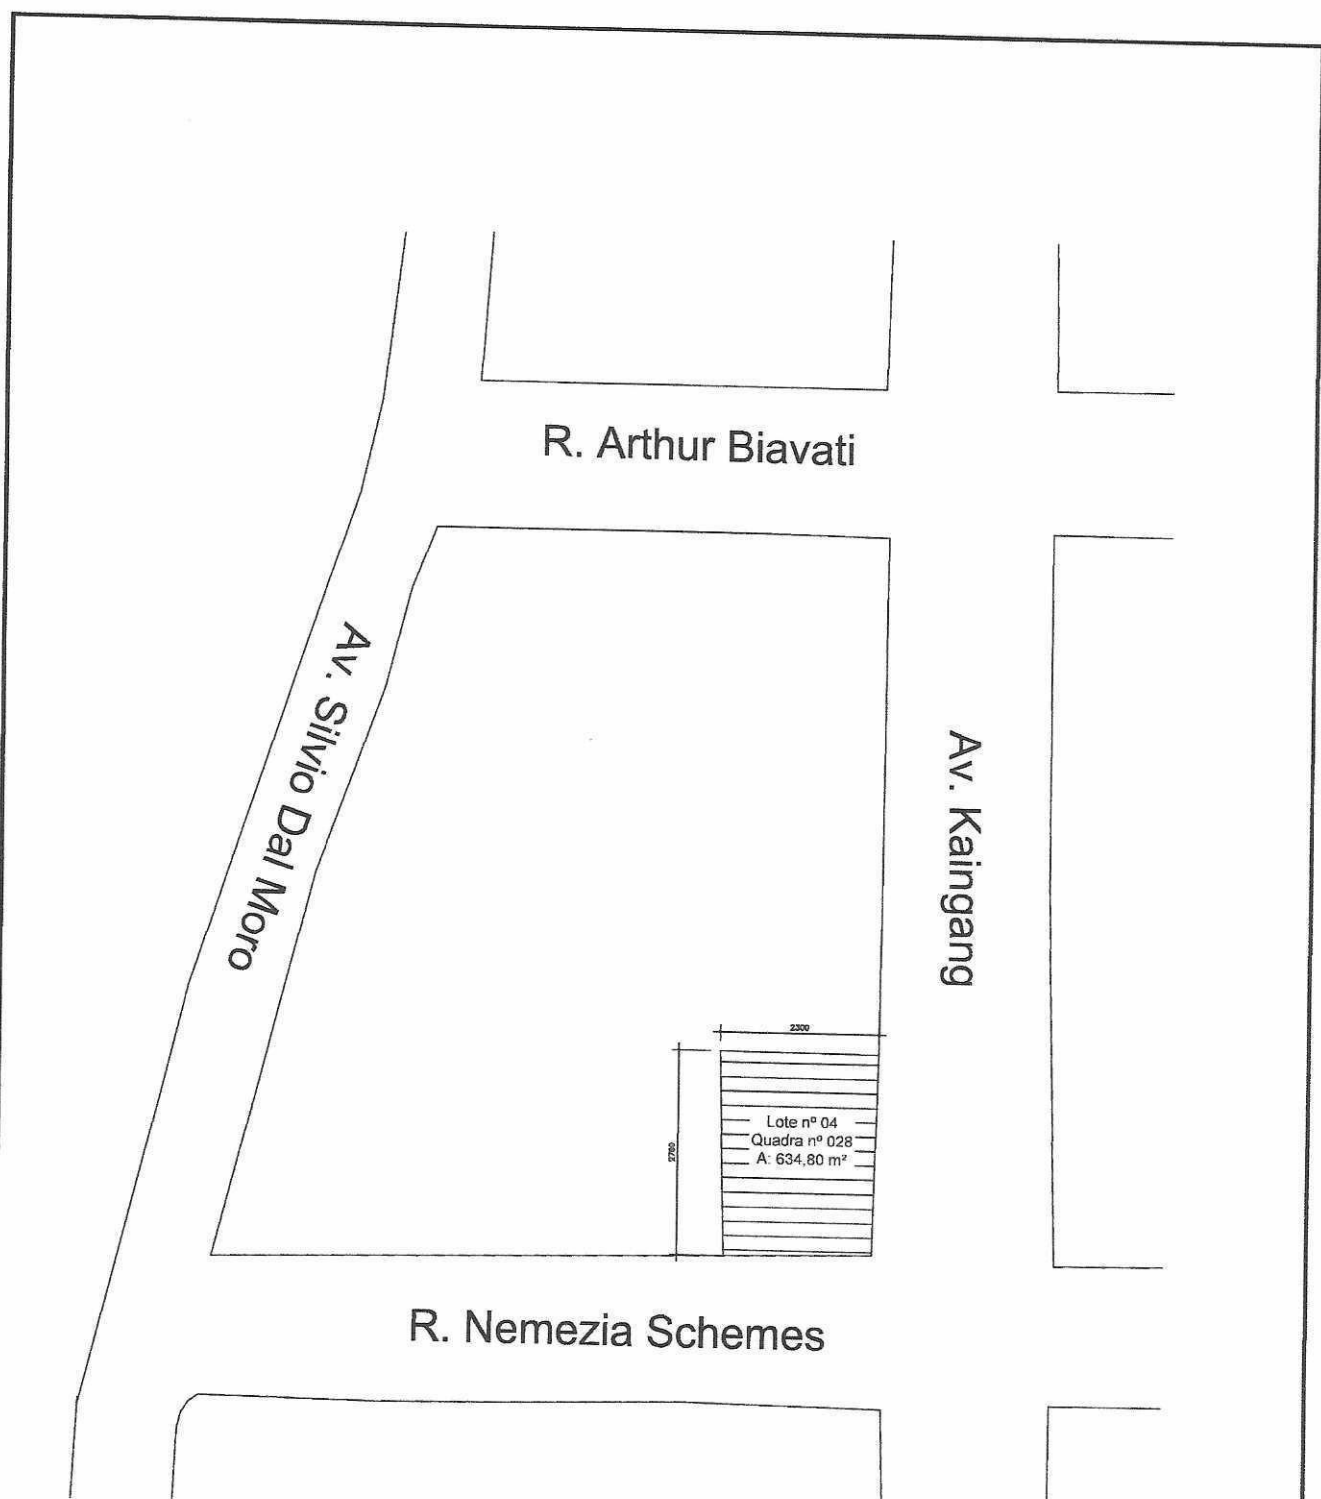 R. Arthur Biavati
Av. Silvio Dal Moro
Av. Kaingang
2300
2700
Lote nº 04
Quadra nº 028
A: 634,80 m²
R. Nemezia Schemes